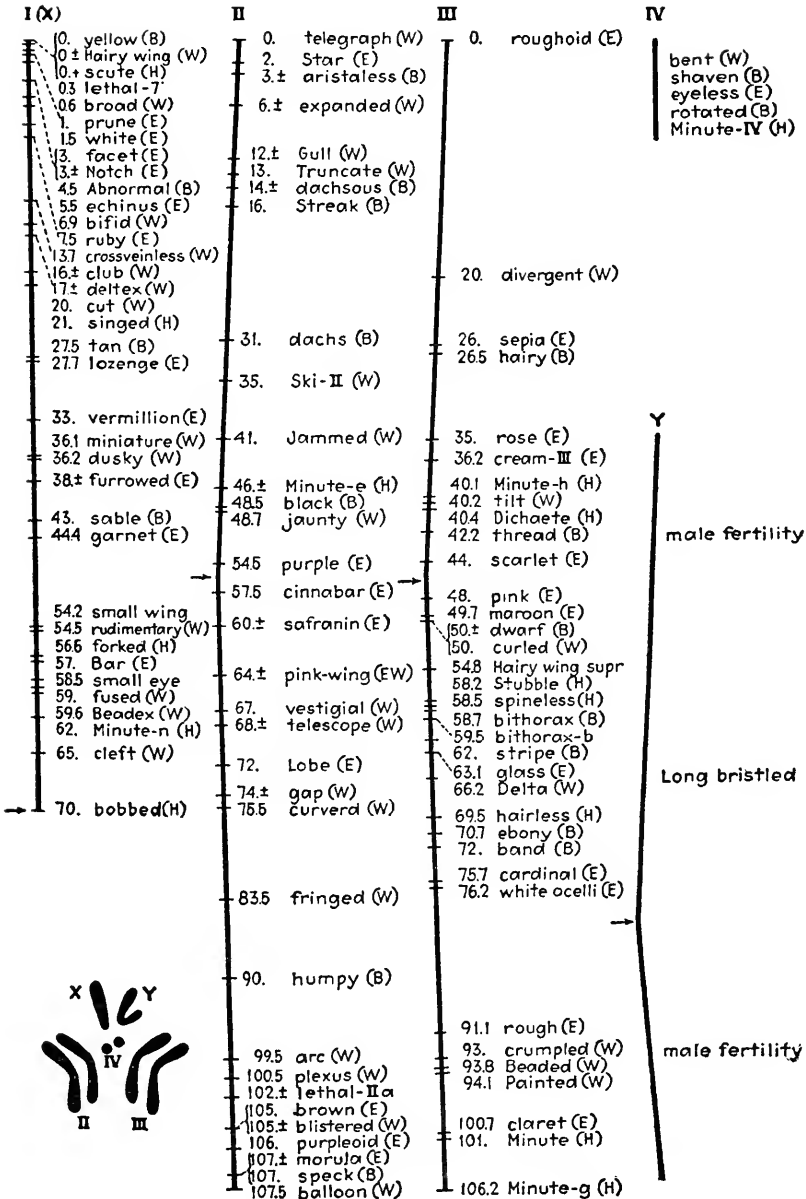 I (X)
0. yellow (B)
0± Hairy wing (W)
0.+ scute (H)
0.3 lethal-7
0.6 broad (W)
1. prune (E)
1.5 white (E)
3. facet (E)
3± Notch (E)
4.5 Abnormal (B)
5.5 echinus (E)
6.9 bifid (W)
7.5 ruby (E)
13.7 crossveinless (W)
16.± club (W)
17.± deltex (W)
20. cut (W)
21. singed (H)
27.5 tan (B)
27.7 lozenge (E)
33. vermillion (E)
36.1 miniature (W)
36.2 dusky (W)
38.± furrowed (E)
43. sable (B)
44.4 garnet (E)
54.2 small wing
54.5 rudimentary (W)
56.6 forked (H)
57. Bar (E)
58.5 small eye
59. fused (W)
59.6 Beadex (W)
62. Minute-n (H)
65. cleft (W)
70. bobbed (H)
II
0. telegraph (W)
2. Star (E)
3.± aristaless (B)
6.± expanded (W)
12.± Gull (W)
13. Truncate (W)
14.± dachsous (B)
16. Streak (B)
31. dachs (B)
35. Ski-II (W)
41. Jammed (W)
46.± Minute-e (H)
48.5 black (B)
48.7 jaunty (W)
54.5 purple (E)
57.5 cinnabar (E)
60.± safranin (E)
64.± pink-wing (EW)
67. vestigial (W)
68.± telescope (W)
72. Lobe (E)
74.± gap (W)
75.5 curverd (W)
83.5 fringed (W)
90. humpy (B)
99.5 arc (W)
100.5 plexus (W)
102.± lethal-IIa
105. brown (E)
105.± blistered (W)
106. purpleoid (E)
107.± morula (E)
107. speck (B)
107.5 balloon (W)
III
0. roughoid (E)
20. divergent (W)
26. sepia (E)
26.5 hairy (B)
35. rose (E)
36.2 cream-III (E)
40.1 Minute-h (H)
40.2 tilt (W)
40.4 Dichaete (H)
42.2 thread (B)
44. scarlet (E)
48. pink (E)
49.7 maroon (E)
50.± dwarf (B)
50. curled (W)
54.8 Hairy wing supr
58.2 Stubble (H)
58.5 spineless (H)
58.7 bithorax (B)
59.5 bithorax-b
62. stripe (B)
63.1 glass (E)
66.2 Delta (W)
69.5 hairless (H)
70.7 ebony (B)
72. band (B)
75.7 cardinal (E)
76.2 white ocelli (E)
91.1 rough (E)
93. crumpled (W)
93.8 Beaded (W)
94.1 Painted (W)
100.7 claret (E)
101. Minute (H)
106.2 Minute-g (H)
IV
bent (W)
shaven (B)
eyeless (E)
rotated (B)
Minute-IV (H)
Y
male fertility
Long bristled
male fertility
X Y
IV
II III